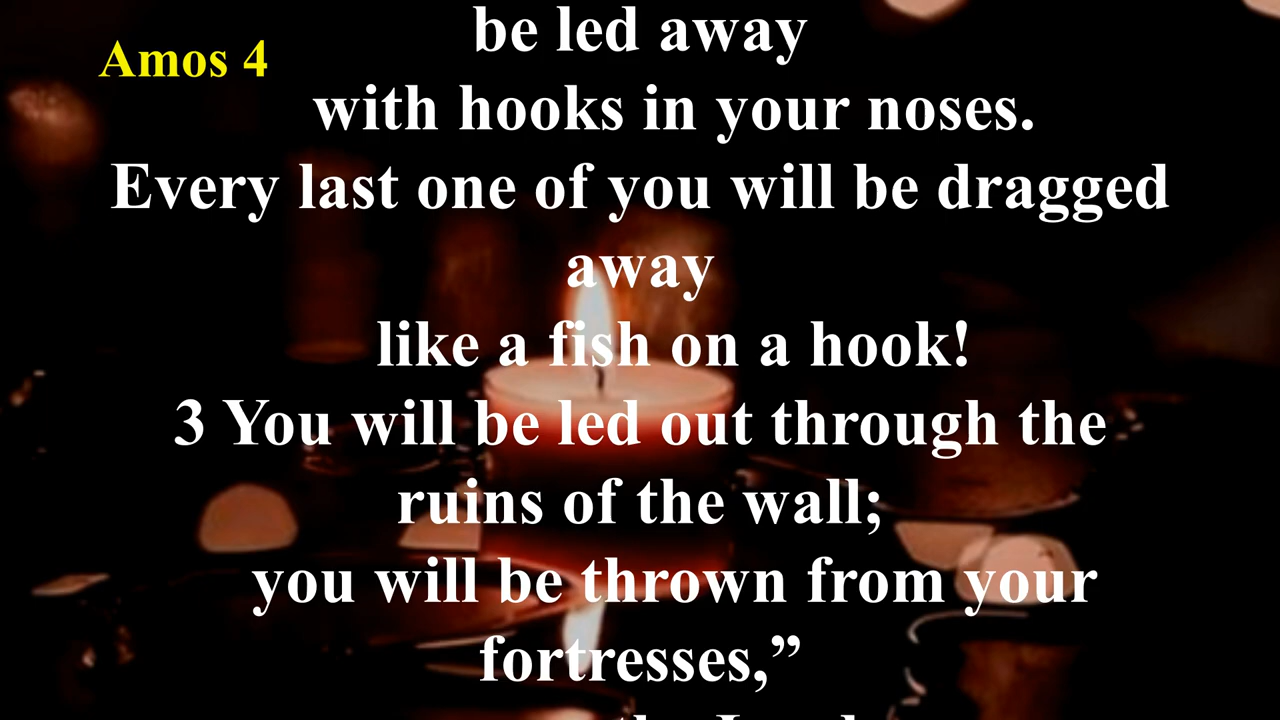 be led away
Amos 4
with hooks in your noses.
Every last one of you will be dragged
away
like a fish on a hook!
3 You will be led out through the
ruins of the wall;
you will be thrown from your
fortresses,”